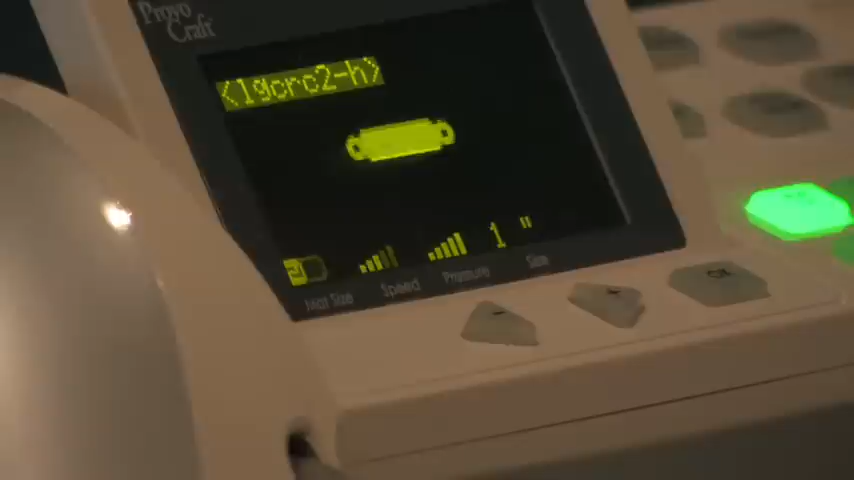 Provo
Craft
<lgcrc2-h>
1 "
Mat Size Speed Pressure Size